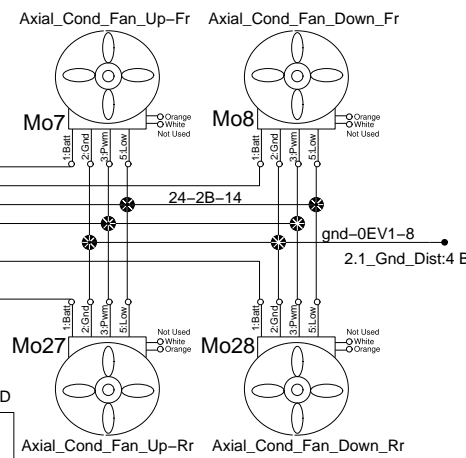 Axial_Cond_Fan_Up-Fr
Axial_Cond_Fan_Down_Fr
Mo7
Orange
White
Not Used
1:Batt
2:Gnd
3:Pwm
5:Low
Mo8
Orange
White
Not Used
1:Batt
2:Gnd
3:Pwm
5:Low
24-2B-14
gnd-0EV1-8
2.1_Gnd_Dist:4 B
1:Batt
2:Gnd
3:Pwm
5:Low
Mo27
Not Used
White
Orange
1:Batt
2:Gnd
3:Pwm
5:Low
Mo28
Not Used
White
Orange
D
Axial_Cond_Fan_Up-Rr
Axial_Cond_Fan_Down_Rr